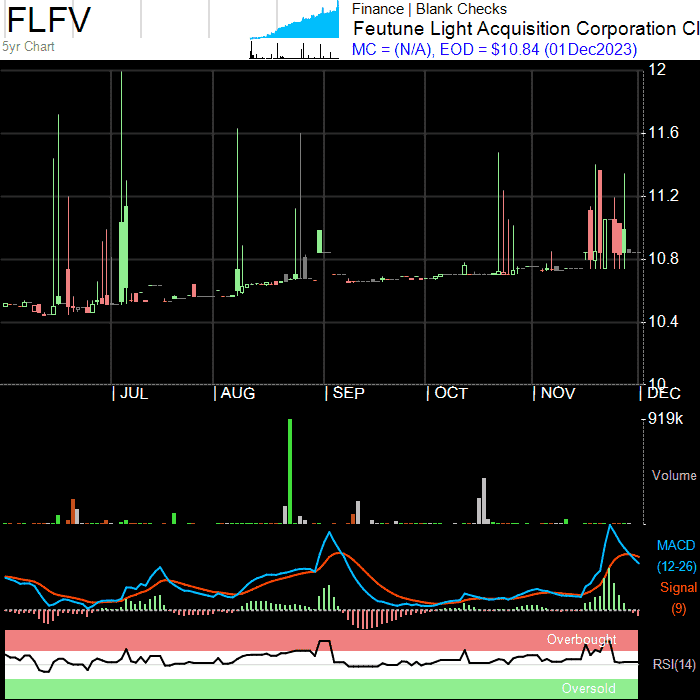 FLFV
5yr Chart
Finance | Blank Checks
Feutune Light Acquisition Corporation Cl
MC = (N/A), EOD = $10.84 (01Dec2023)
12
11.6
11.2
10.8
10.4
10
JUL AUG SEP OCT NOV DEC
919k
Volume
MACD
(12-26)
Signal
(9)
Overbought
RSI(14)
Oversold